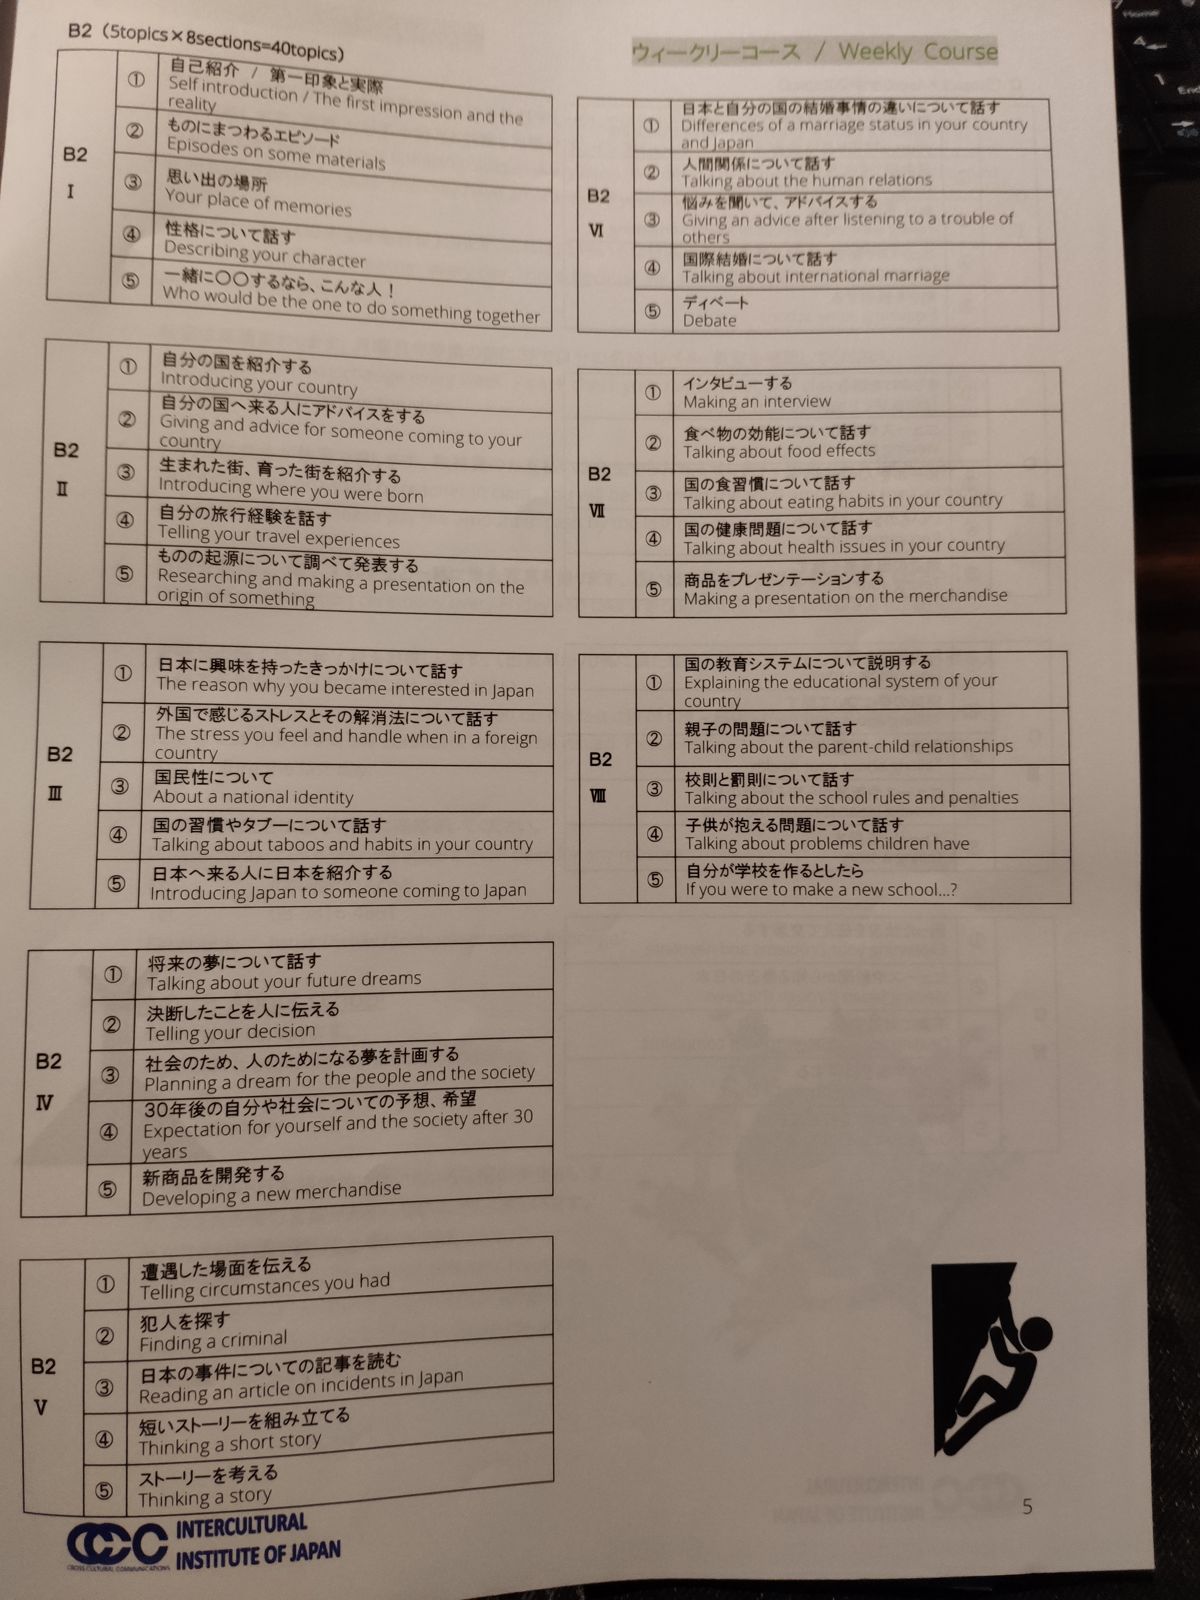 B2（5topics×8sections=40topics）
ウィークリーコース / Weekly Course
B2
Ⅰ
①
自己紹介 / 第一印象と実際
Self introduction / The first impression and the
reality
②
ものにまつわるエピソード
Episodes on some materials
③
思い出の場所
Your place of memories
④
性格について話す
Describing your character
⑤
一緒に〇〇するなら、こんな人！
Who would be the one to do something together
B2
Ⅱ
①
自分の国を紹介する
Introducing your country
②
自分の国へ来る人にアドバイスをする
Giving and advice for someone coming to your
country
③
生まれた街、育った街を紹介する
Introducing where you were born
④
自分の旅行経験を話す
Telling your travel experiences
⑤
ものの起源について調べて発表する
Researching and making a presentation on the
origin of something
B2
Ⅲ
①
日本に興味を持ったきっかけについて話す
The reason why you became interested in Japan
②
外国で感じるストレスとその解消法について話す
The stress you feel and handle when in a foreign
country
③
国民性について
About a national identity
④
国の習慣やタブーについて話す
Talking about taboos and habits in your country
⑤
日本へ来る人に日本を紹介する
Introducing Japan to someone coming to Japan
B2
Ⅳ
①
将来の夢について話す
Talking about your future dreams
②
決断したことを人に伝える
Telling your decision
③
社会のため、人のためになる夢を計画する
Planning a dream for the people and the society
④
30年後の自分や社会についての予想、希望
Expectation for yourself and the society after 30
years
⑤
新商品を開発する
Developing a new merchandise
B2
Ⅴ
①
遭遇した場面を伝える
Telling circumstances you had
②
犯人を探す
Finding a criminal
③
日本の事件についての記事を読む
Reading an article on incidents in Japan
④
短いストーリーを組み立てる
Thinking a short story
⑤
ストーリーを考える
Thinking a story
B2
Ⅵ
①
日本と自分の国の結婚事情の違いについて話す
Differences of a marriage status in your country
and Japan
②
人間関係について話す
Talking about the human relations
③
悩みを聞いて、アドバイスする
Giving an advice after listening to a trouble of
others
④
国際結婚について話す
Talking about international marriage
⑤
ディベート
Debate
B2
Ⅶ
①
インタビューする
Making an interview
②
食べ物の効能について話す
Talking about food effects
③
国の食習慣について話す
Talking about eating habits in your country
④
国の健康問題について話す
Talking about health issues in your country
⑤
商品をプレゼンテーションする
Making a presentation on the merchandise
B2
Ⅷ
①
国の教育システムについて説明する
Explaining the educational system of your
country
②
親子の問題について話す
Talking about the parent-child relationships
③
校則と罰則について話す
Talking about the school rules and penalties
④
子供が抱える問題について話す
Talking about problems children have
⑤
自分が学校を作るとしたら
If you were to make a new school…?
CCC
CROSS CULTURAL COMMUNICATIONS
INTERCULTURAL
INSTITUTE OF JAPAN
5
Home
End